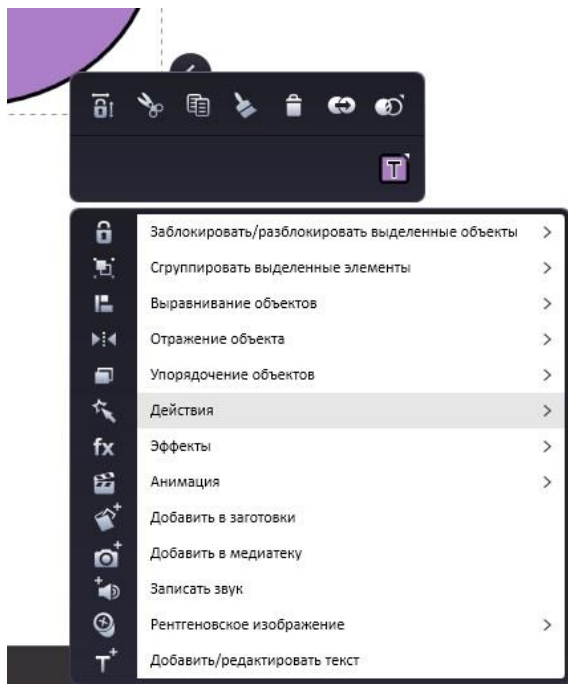 T
Заблокировать/разблокировать выделенные объекты
Сгруппировать выделенные элементы
Выравнивание объектов
Отражение объекта
Упорядочение объектов
Действия
fx Эффекты
Анимация
Добавить в заготовки
Добавить в медиатеку
Записать звук
Рентгеновское изображение
T+ Добавить/редактировать текст